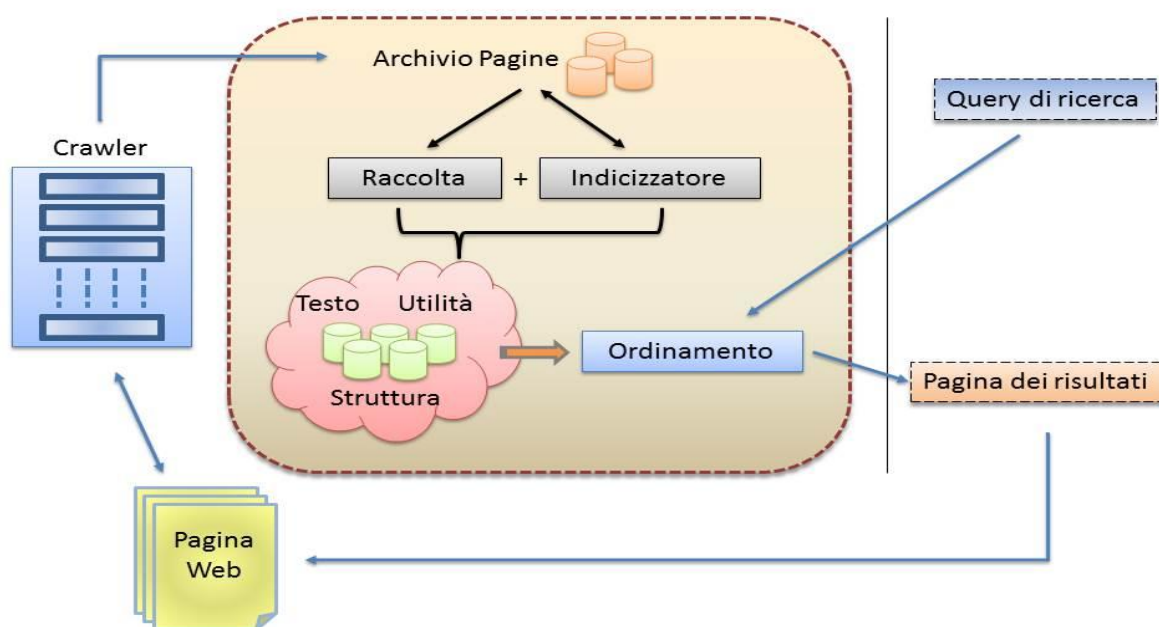 Archivio Pagine
Query di ricerca
Crawler
Raccolta + Indicizzatore
Testo Utilità
Struttura
Ordinamento
Pagina dei risultati
Pagina
Web